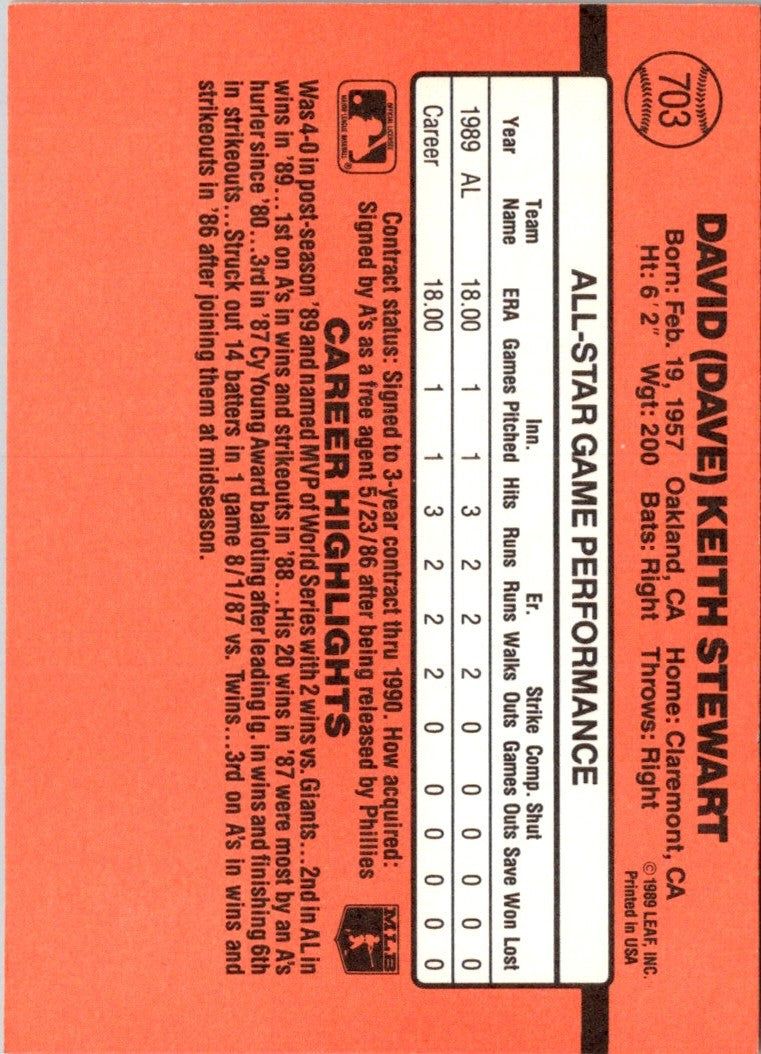 703
DAVID (DAVE) KEITH STEWART
Born: Feb. 19, 1957 Oakland, CA Home: Claremont, CA
Ht: 6' 2" Wgt: 200 Bats: Right Throws: Right
© 1989 LEAF, INC.
Printed in USA
ALL-STAR GAME PERFORMANCE
Team Inn. Er. Strike Comp. Shut
Year Name ERA Games Pitched Hits Runs Runs Walks Outs Games Outs Save Won Lost
1989 AL 18.00 1 1 3 2 2 2 0 0 0 0 0 0
Career 18.00 1 1 3 2 2 2 0 0 0 0 0 0
OFFICIAL LICENSEE
MAJOR LEAGUE BASEBALL
®
Contract status: Signed to 3-year contract thru 1990. How acquired:
Signed by A's as a free agent 5/23/86 after being released by Phillies
MLB
CAREER HIGHLIGHTS
Was 4-0 in post-season '89 and named MVP of World Series with 2 wins vs. Giants...2nd in AL in
wins in '89...1st on A's in wins and strikeouts in '88...His 20 wins in '87 were most by an A's
hurler since '80...3rd in '87 Cy Young Award balloting after leading lg. in wins and finishing 6th
in strikeouts...Struck out 14 batters in 1 game 8/1/87 vs. Twins...3rd on A's in wins and
strikeouts in '86 after joining them at midseason.